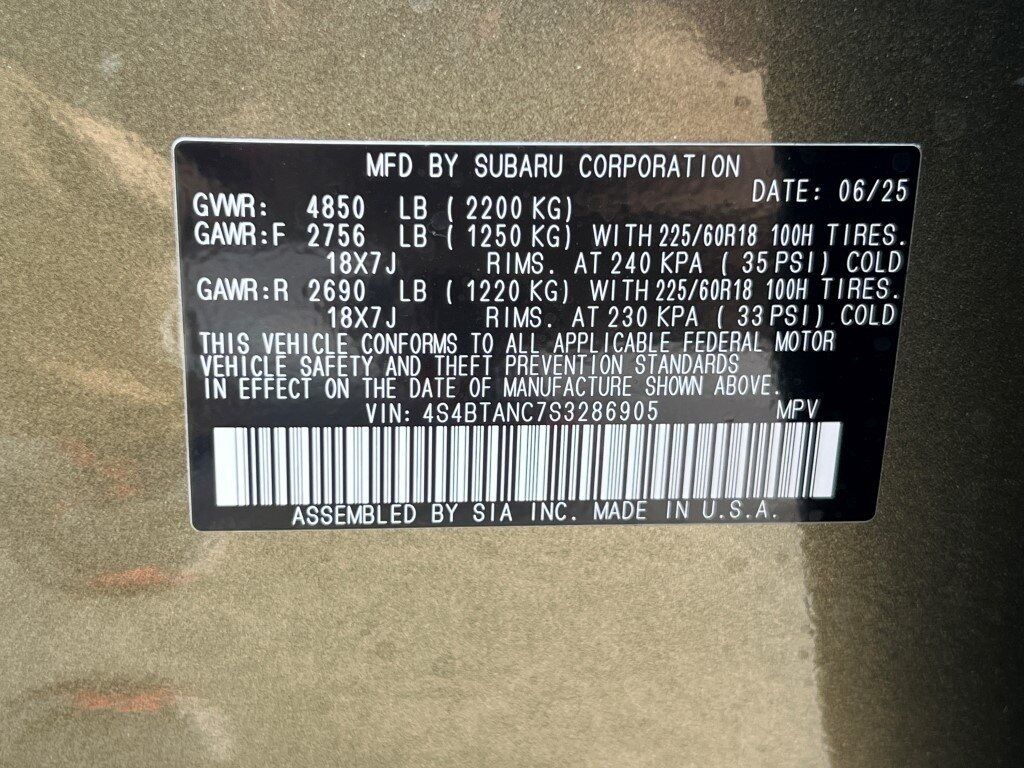 MFD BY SUBARU CORPORATION
DATE: 06/25
GVWR: 4850 LB ( 2200 KG)
GAWR:F 2756 LB ( 1250 KG) WITH 225/60R18 100H TIRES.
18X7J RIMS. AT 240 KPA ( 35 PSI) COLD
GAWR:R 2690 LB ( 1220 KG) WITH 225/60R18 100H TIRES.
18X7J RIMS. AT 230 KPA ( 33 PSI) COLD
THIS VEHICLE CONFORMS TO ALL APPLICABLE FEDERAL MOTOR
VEHICLE SAFETY AND THEFT PREVENTION STANDARDS
IN EFFECT ON THE DATE OF MANUFACTURE SHOWN ABOVE.
VIN: 4S4BTANC7S3286905 MPV
ASSEMBLED BY SIA INC. MADE IN U.S.A.